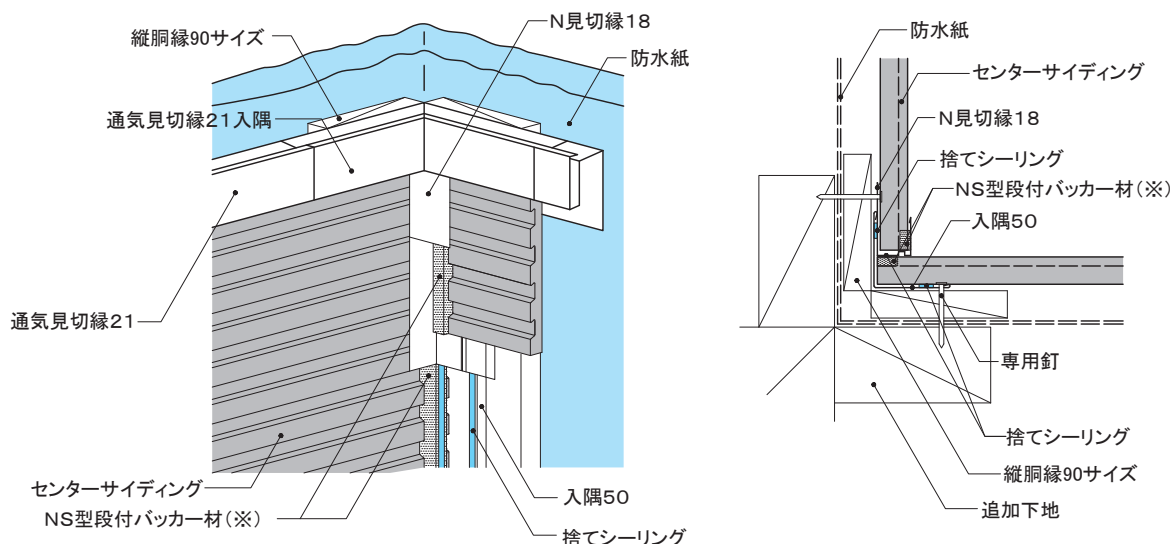 N見切縁18
縦胴縁90サイズ
防水紙
通気見切縁21入隅
通気見切縁21
センターサイディング
NS型段付バッカー材(※)
入隅50
捨てシーリング
防水紙
センターサイディング
N見切縁18
捨てシーリング
NS型段付バッカー材(※)
入隅50
専用釘
捨てシーリング
縦胴縁90サイズ
追加下地